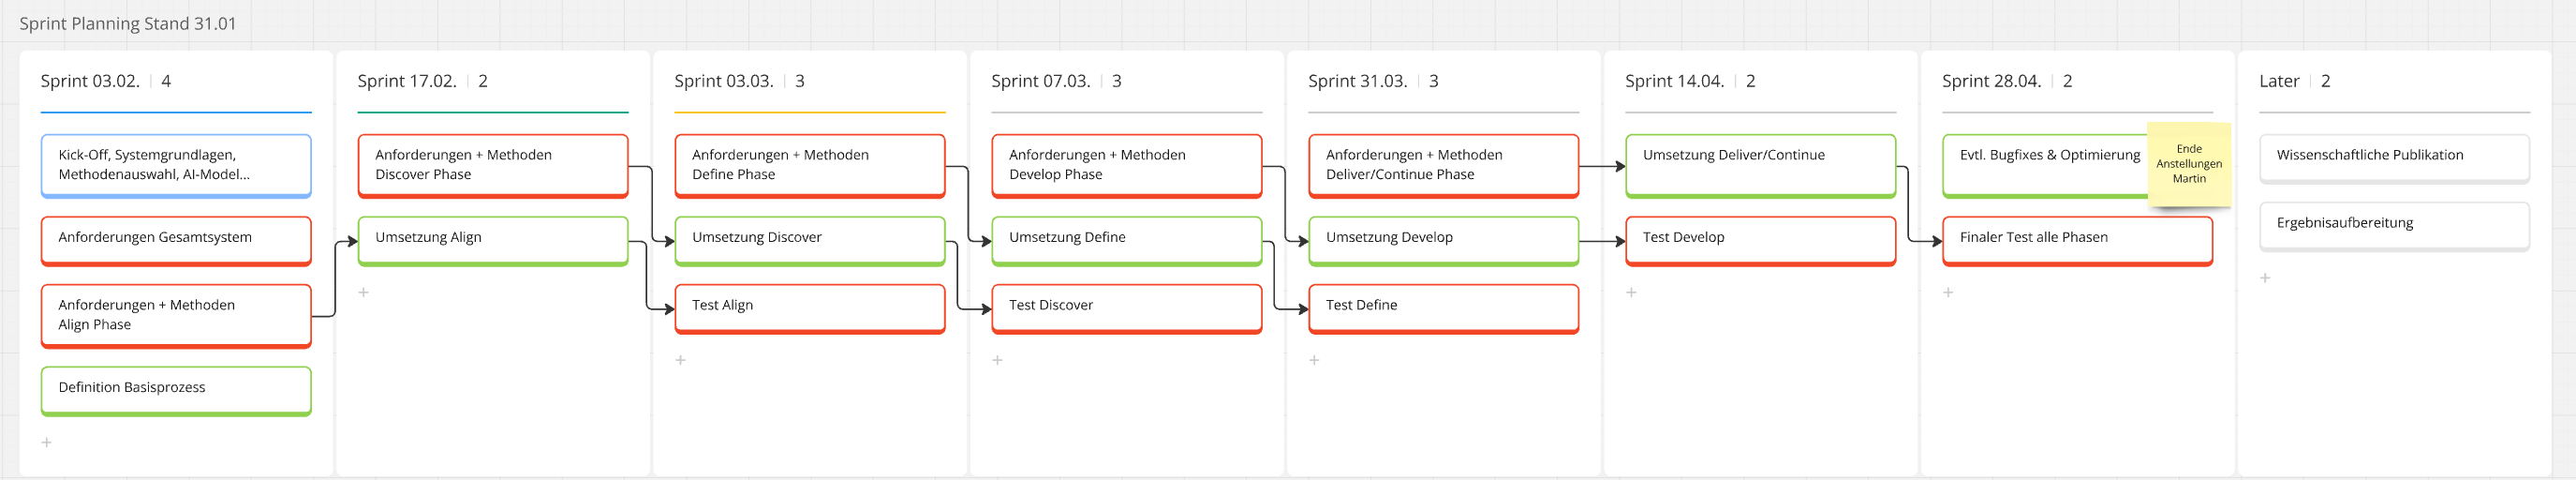 Sprint Planning Stand 31.01
Sprint 03.02. | 4
Kick-Off, Systemgrundlagen,
Methodenauswahl, AI-Model...
Anforderungen Gesamtsystem
Anforderungen + Methoden
Align Phase
Definition Basisprozess
+
Sprint 17.02. | 2
Anforderungen + Methoden
Discover Phase
Umsetzung Align
+
Sprint 03.03. | 3
Anforderungen + Methoden
Define Phase
Umsetzung Discover
Test Align
+
Sprint 07.03. | 3
Anforderungen + Methoden
Develop Phase
Umsetzung Define
Test Discover
+
Sprint 31.03. | 3
Anforderungen + Methoden
Deliver/Continue Phase
Umsetzung Develop
Test Define
+
Sprint 14.04. | 2
Umsetzung Deliver/Continue
Test Develop
+
Sprint 28.04. | 2
Evtl. Bugfixes & Optimierung
Ende
Anstellungen
Martin
Finaler Test alle Phasen
+
Later | 2
Wissenschaftliche Publikation
Ergebnisaufbereitung
+